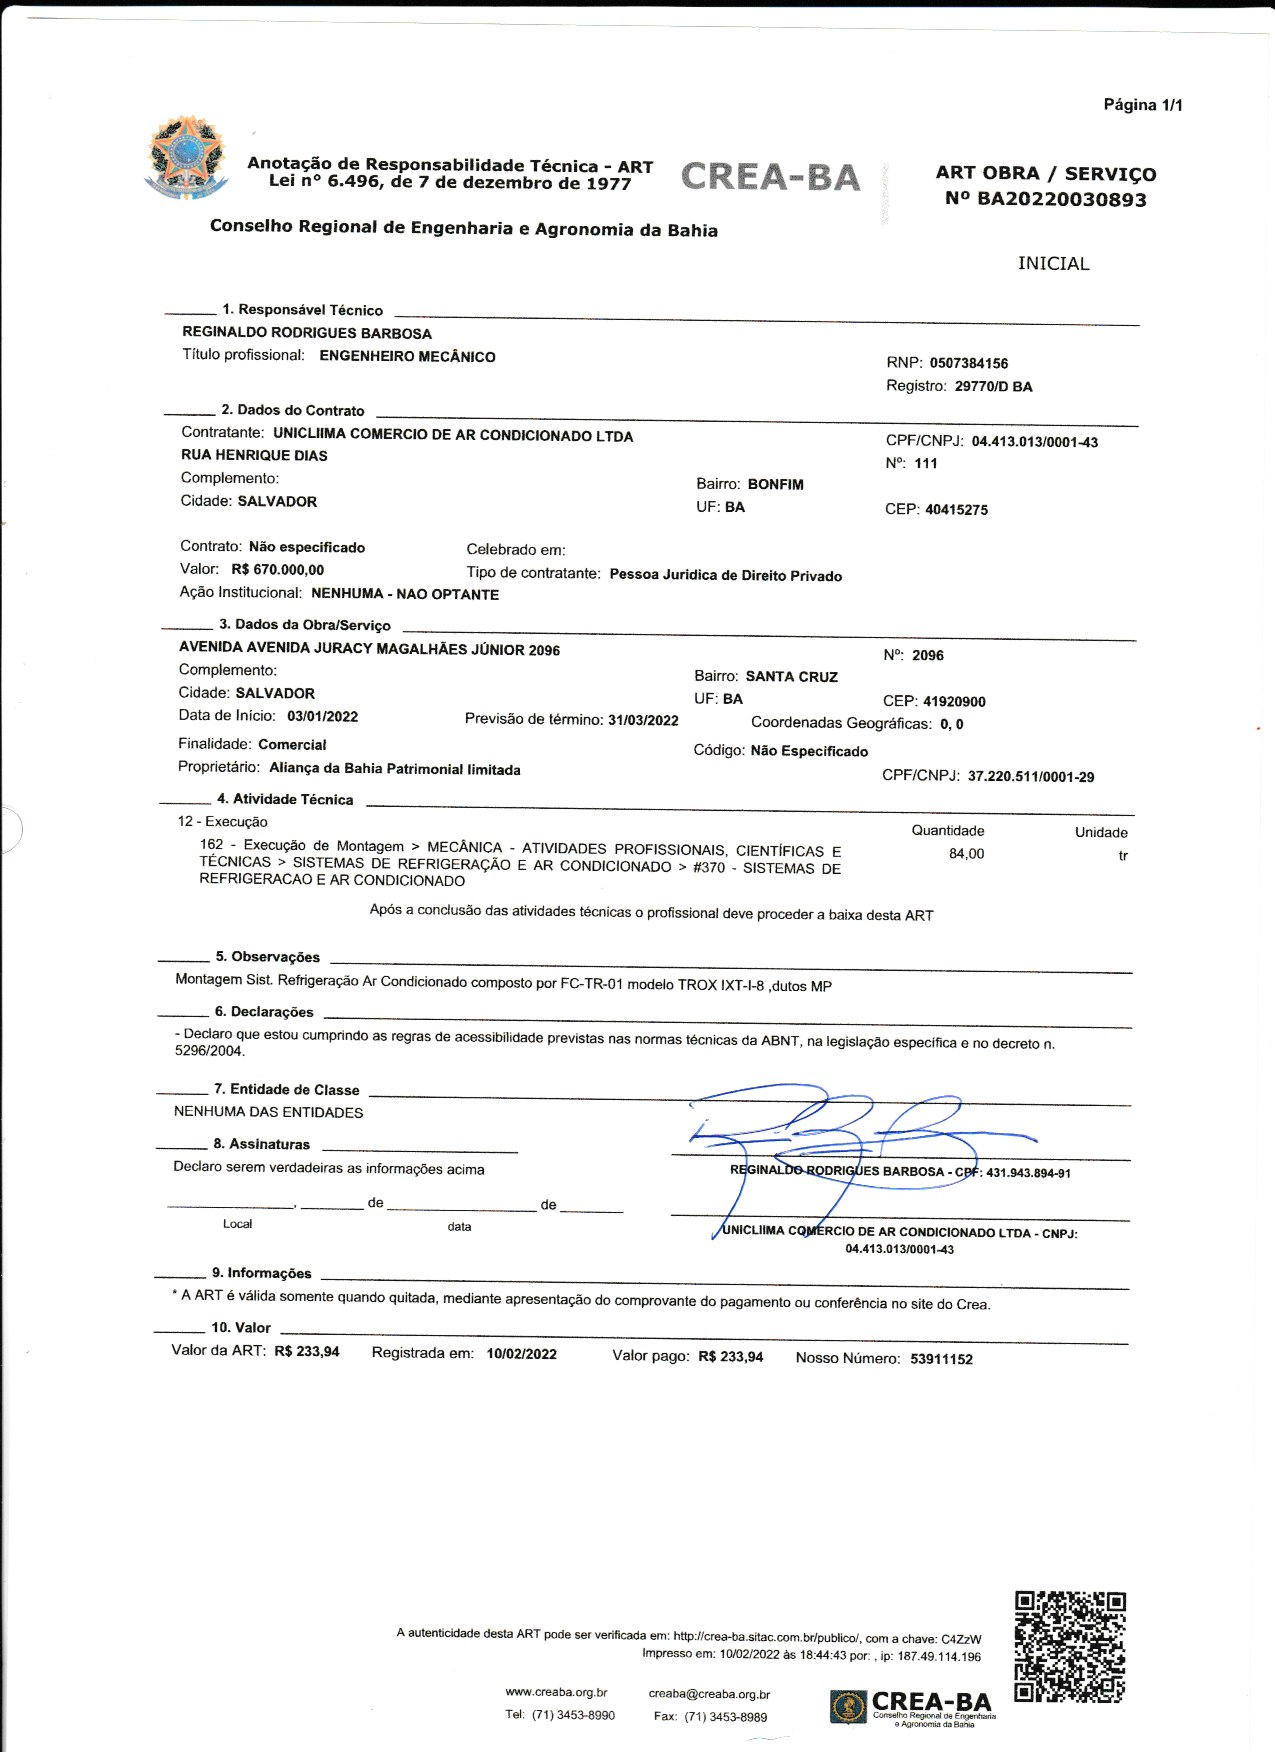 Página 1/1
Anotação de Responsabilidade Técnica - ART
Lei nº 6.496, de 7 de dezembro de 1977
CREA-BA
ART OBRA / SERVIÇO
Nº BA20220030893
Conselho Regional de Engenharia e Agronomia da Bahia
INICIAL
1. Responsável Técnico
REGINALDO RODRIGUES BARBOSA
Título profissional: ENGENHEIRO MECÂNICO
RNP: 0507384156
Registro: 29770/D BA
2. Dados do Contrato
Contratante: UNICLIIMA COMERCIO DE AR CONDICIONADO LTDA
CPF/CNPJ: 04.413.013/0001-43
RUA HENRIQUE DIAS
Nº: 111
Complemento:
Bairro: BONFIM
Cidade: SALVADOR
UF: BA
CEP: 40415275
Contrato: Não especificado
Celebrado em:
Valor: R$ 670.000,00
Tipo de contratante: Pessoa Juridica de Direito Privado
Ação Institucional: NENHUMA - NAO OPTANTE
3. Dados da Obra/Serviço
AVENIDA AVENIDA JURACY MAGALHÃES JÚNIOR 2096
Nº: 2096
Complemento:
Bairro: SANTA CRUZ
Cidade: SALVADOR
UF: BA
CEP: 41920900
Data de Início: 03/01/2022
Previsão de término: 31/03/2022
Coordenadas Geográficas: 0, 0
Finalidade: Comercial
Código: Não Especificado
Proprietário: Aliança da Bahia Patrimonial limitada
CPF/CNPJ: 37.220.511/0001-29
4. Atividade Técnica
12 - Execução
Quantidade
Unidade
162 - Execução de Montagem > MECÂNICA - ATIVIDADES PROFISSIONAIS, CIENTÍFICAS E
84,00
tr
TÉCNICAS > SISTEMAS DE REFRIGERAÇÃO E AR CONDICIONADO > #370 - SISTEMAS DE
REFRIGERACAO E AR CONDICIONADO
Após a conclusão das atividades técnicas o profissional deve proceder a baixa desta ART
5. Observações
Montagem Sist. Refrigeração Ar Condicionado composto por FC-TR-01 modelo TROX IXT-I-8 ,dutos MP
6. Declarações
- Declaro que estou cumprindo as regras de acessibilidade previstas nas normas técnicas da ABNT, na legislação específica e no decreto n.
5296/2004.
7. Entidade de Classe
NENHUMA DAS ENTIDADES
8. Assinaturas
Declaro serem verdadeiras as informações acima
REGINALDO RODRIGUES BARBOSA - CPF: 431.943.894-91
________________, ________ de ___________________ de ________
Local
data
UNICLIIMA COMERCIO DE AR CONDICIONADO LTDA - CNPJ:
04.413.013/0001-43
9. Informações
* A ART é válida somente quando quitada, mediante apresentação do comprovante do pagamento ou conferência no site do Crea.
10. Valor
Valor da ART: R$ 233,94
Registrada em: 10/02/2022
Valor pago: R$ 233,94
Nosso Número: 53911152
A autenticidade desta ART pode ser verificada em: http://crea-ba.sitac.com.br/publico/, com a chave: C4ZzW
Impresso em: 10/02/2022 às 18:44:43 por: , ip: 187.49.114.196
www.creaba.org.br
creaba@creaba.org.br
Tel: (71) 3453-8990
Fax: (71) 3453-8989
CREA-BA
Conselho Regional de Engenharia
e Agronomia da Bahia